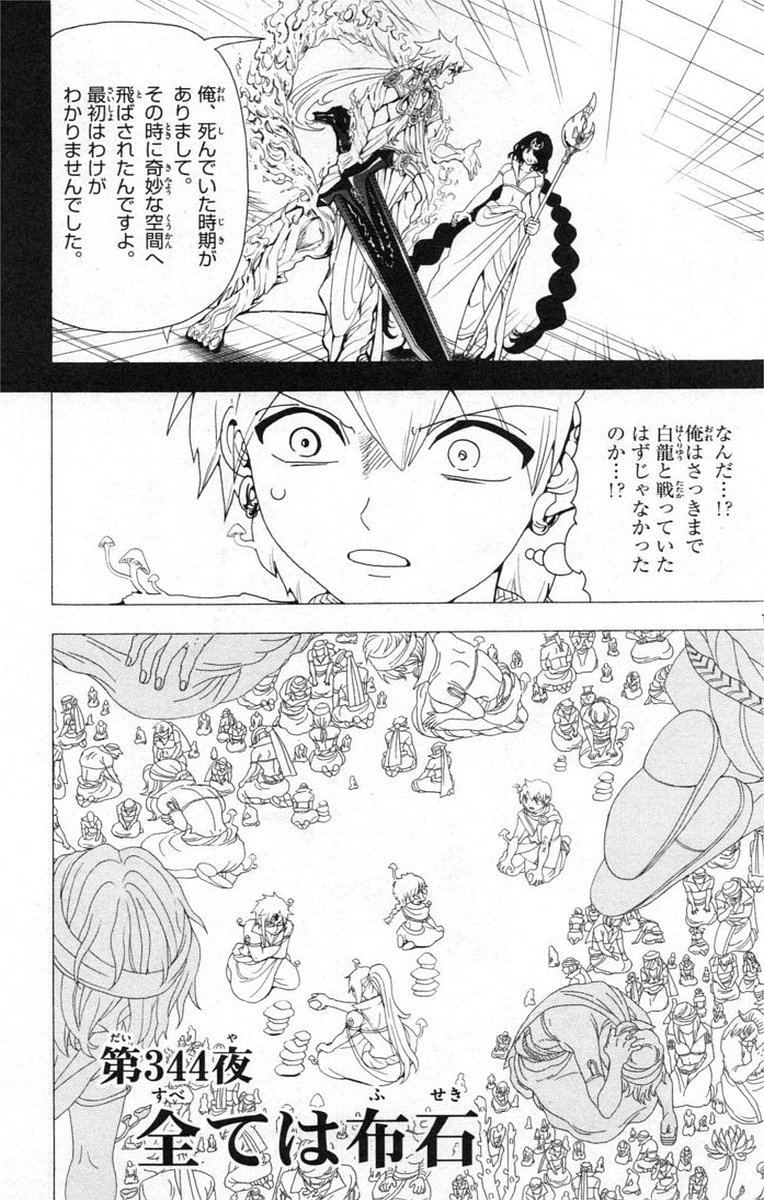 俺、死んでいた時期が
ありまして。
その時に奇妙な空間へ
飛ばされたんですよ。
最初はわけが
わかりませんでした。
なんだ…!?
俺はさっきまで
白龍と戦っていた
はずじゃなかった
のか…!?
第344夜
全ては布石